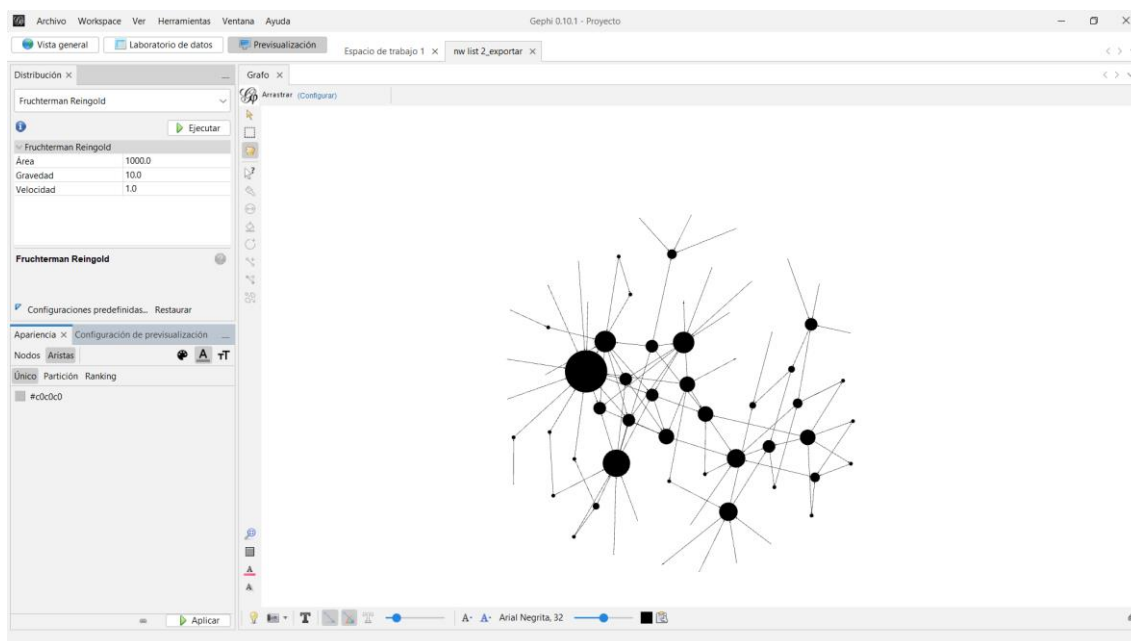 Archivo Workspace Ver Herramientas Ventana Ayuda
Gephi 0.10.1 - Proyecto
Vista general
Laboratorio de datos
Previsualización
Espacio de trabajo 1
nw list 2_exportar
Distribución
Grafo
Fruchterman Reingold
Arrastrar (Configurar)
Ejecutar
Fruchterman Reingold
Área 1000.0
Gravedad 10.0
Velocidad 1.0
Fruchterman Reingold
Configuraciones predefinidas... Restaurar
Apariencia
Configuración de previsualización
Nodos Aristas
Único Partición Ranking
#c0c0c0
Aplicar
Arial Negrita, 32